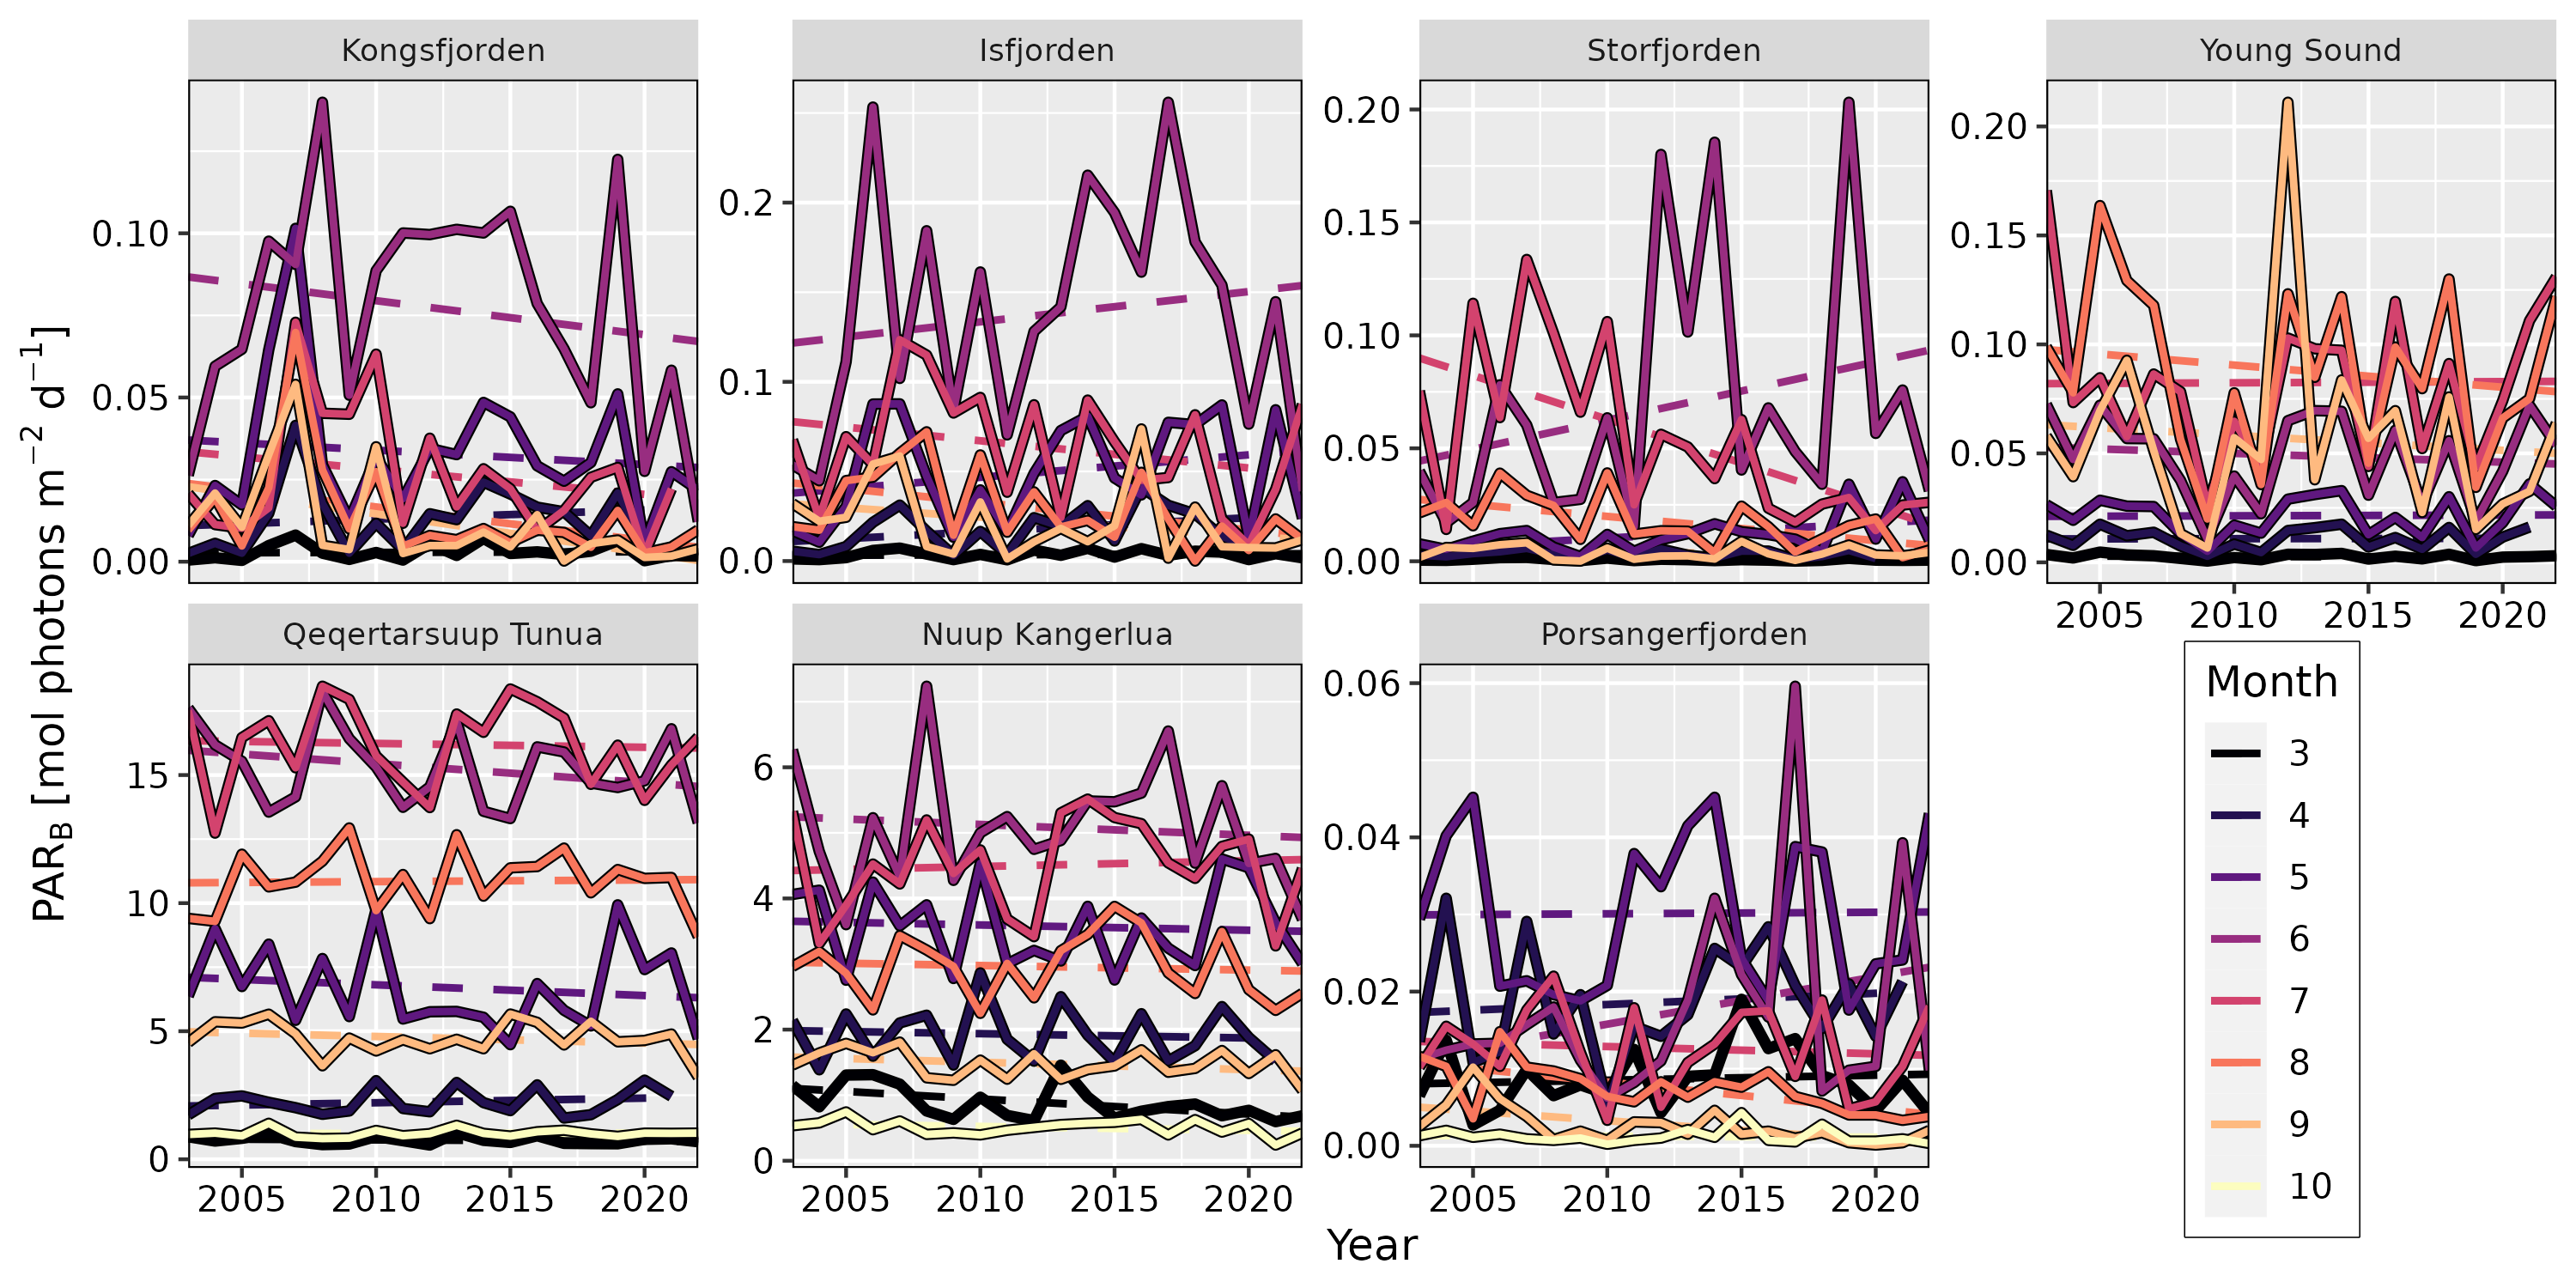 Kongsfjorden
Isfjorden
Storfjorden
Young Sound
0.10
0.05
0.00
0.2
0.1
0.0
0.20
0.15
0.10
0.05
0.00
0.20
0.15
0.10
0.05
0.00
2005 2010 2015 2020
Qeqertarsuup Tunua
Nuup Kangerlua
Porsangerfjorden
15
10
5
0
6
4
2
0
0.06
0.04
0.02
0.00
2005 2010 2015 2020
2005 2010 2015 2020
2005 2010 2015 2020
Year
PAR_B [mol photons m⁻² d⁻¹]
Month
3
4
5
6
7
8
9
10